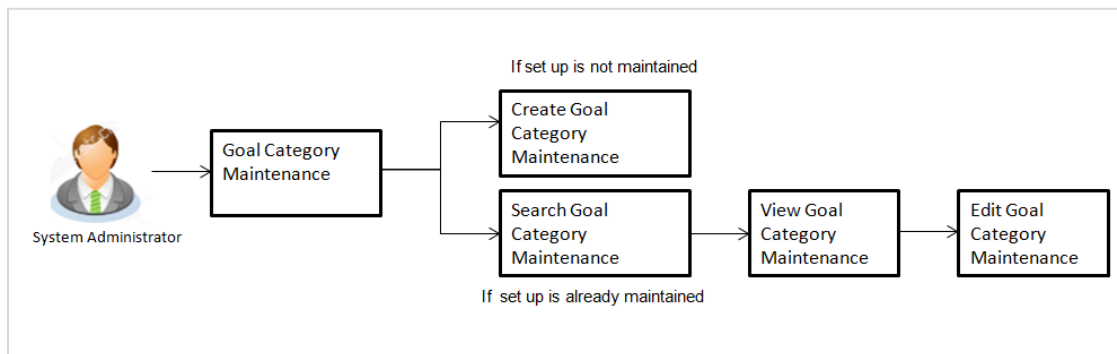 If set up is not maintained
Create Goal
Category
Maintenance
Goal Category
Maintenance
System Administrator
Search Goal
Category
Maintenance
View Goal
Category
Maintenance
Edit Goal
Category
Maintenance
If set up is already maintained